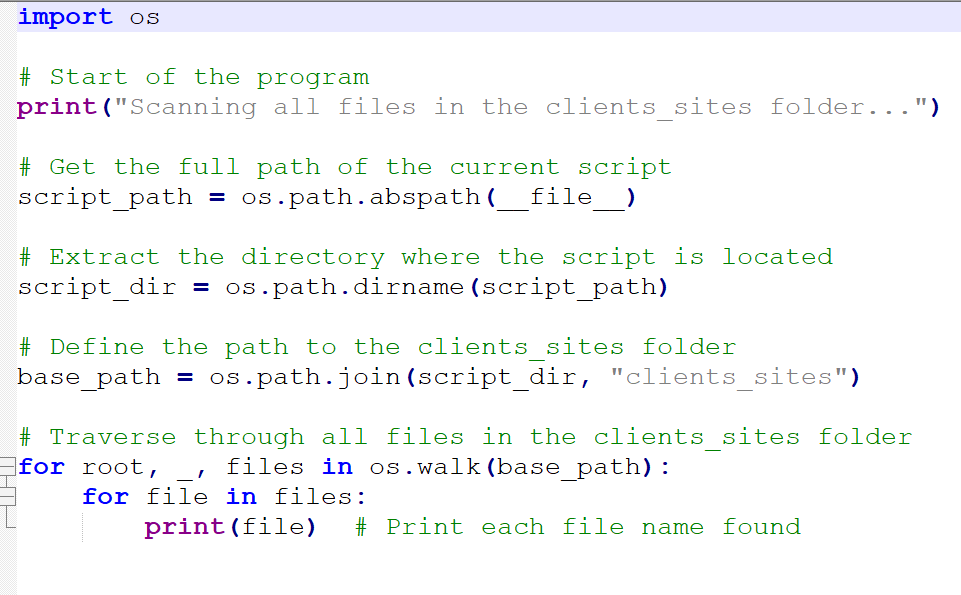 import os
# Start of the program
print("Scanning all files in the clients_sites folder...")
# Get the full path of the current script
script_path = os.path.abspath(__file__)
# Extract the directory where the script is located
script_dir = os.path.dirname(script_path)
# Define the path to the clients_sites folder
base_path = os.path.join(script_dir, "clients_sites")
# Traverse through all files in the clients_sites folder
for root, _, files in os.walk(base_path):
    for file in files:
        print(file)  # Print each file name found